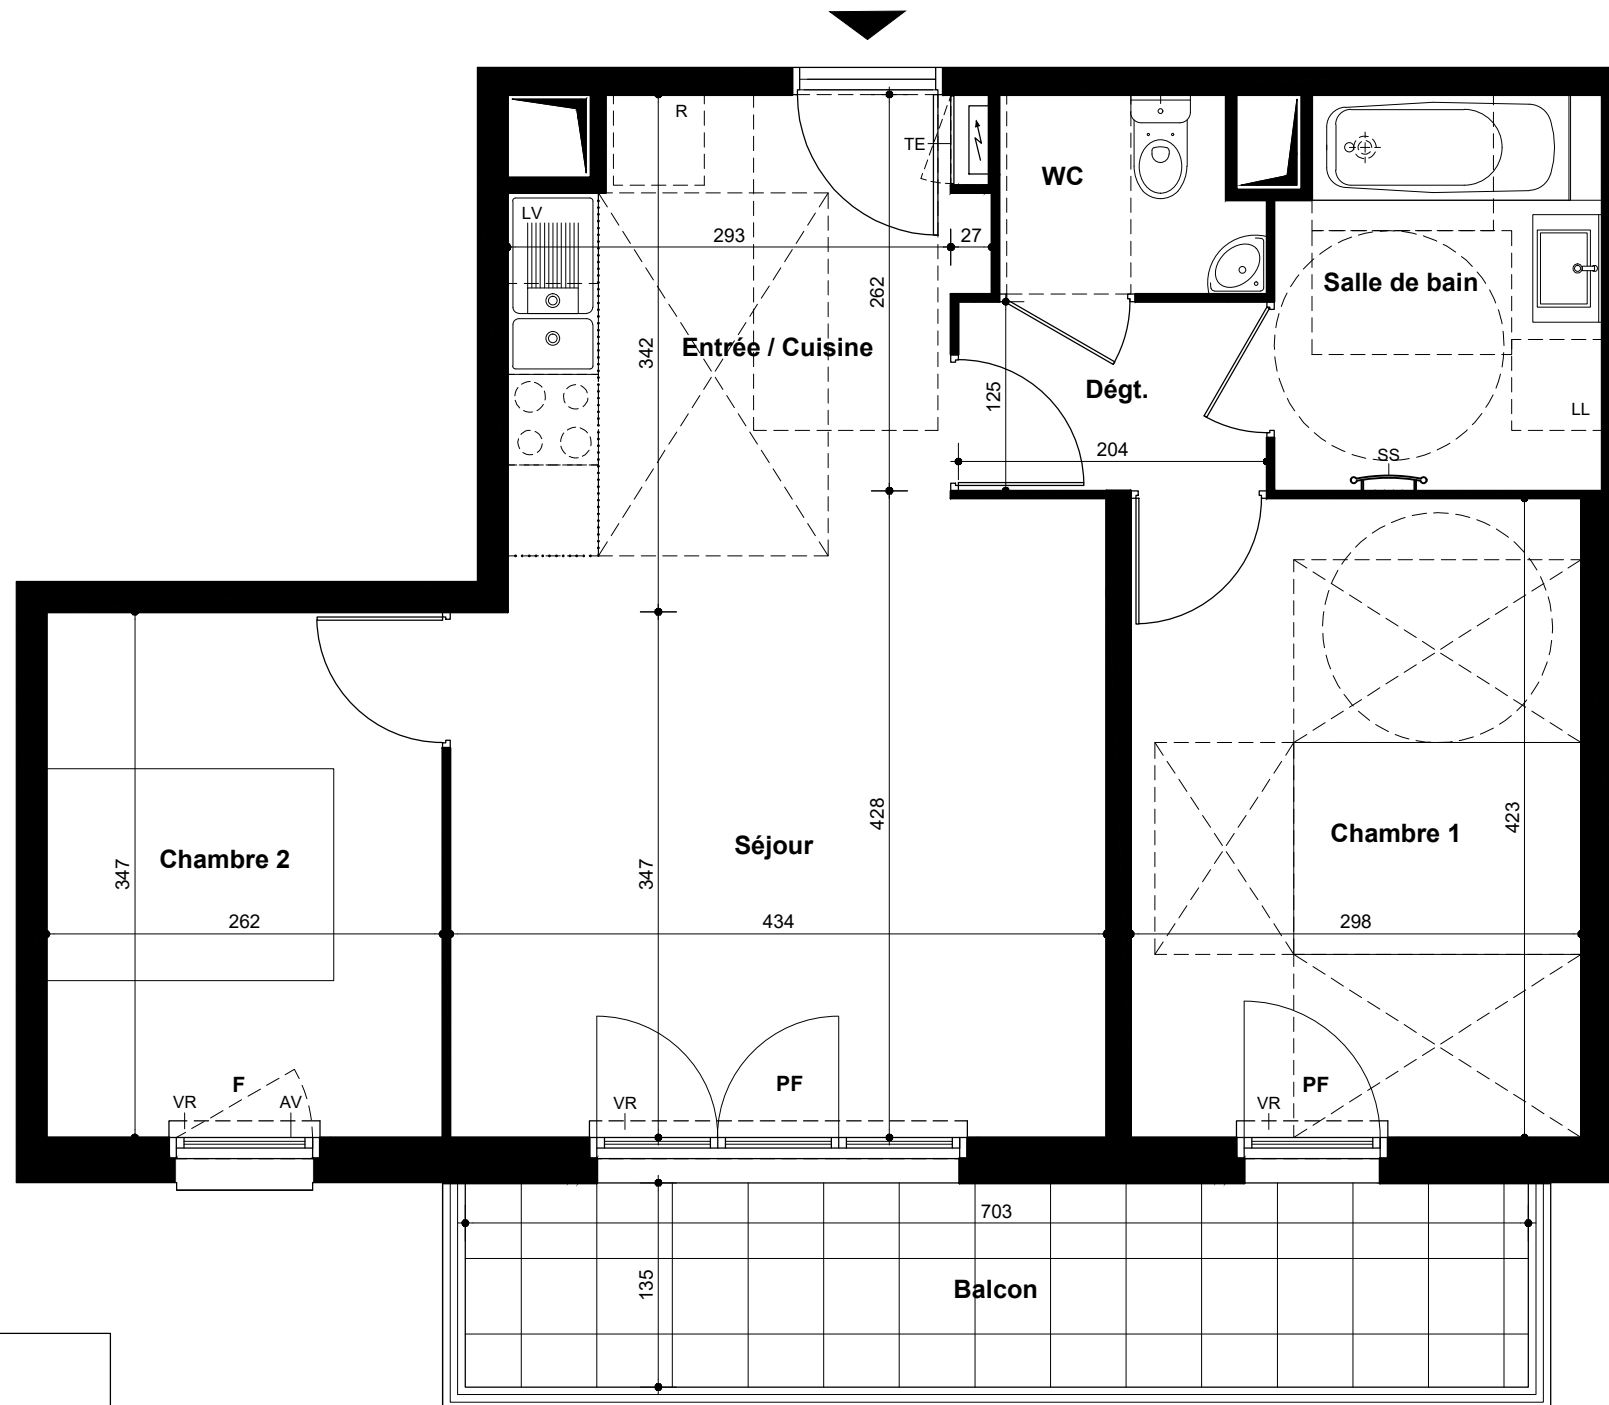 R
TE
WC
LV
293
27
262
Salle de bain
342
Entrée / Cuisine
Dégt.
125
LL
204
SS
Séjour
428
423
Chambre 1
Chambre 2
347
347
262
434
298
F
PF
PF
VR
AV
VR
VR
703
135
Balcon